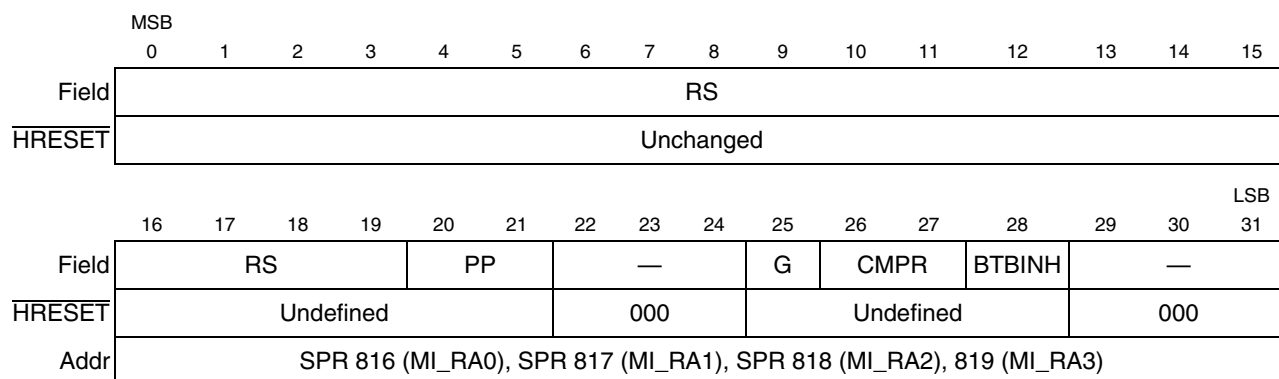 MSB
0 1 2 3 4 5 6 7 8 9 10 11 12 13 14 15
Field RS
HRESET Unchanged
LSB
16 17 18 19 20 21 22 23 24 25 26 27 28 29 30 31
Field RS PP — G CMPR BTBINH —
HRESET Undefined 000 Undefined 000
Addr SPR 816 (MI_RA0), SPR 817 (MI_RA1), SPR 818 (MI_RA2), 819 (MI_RA3)